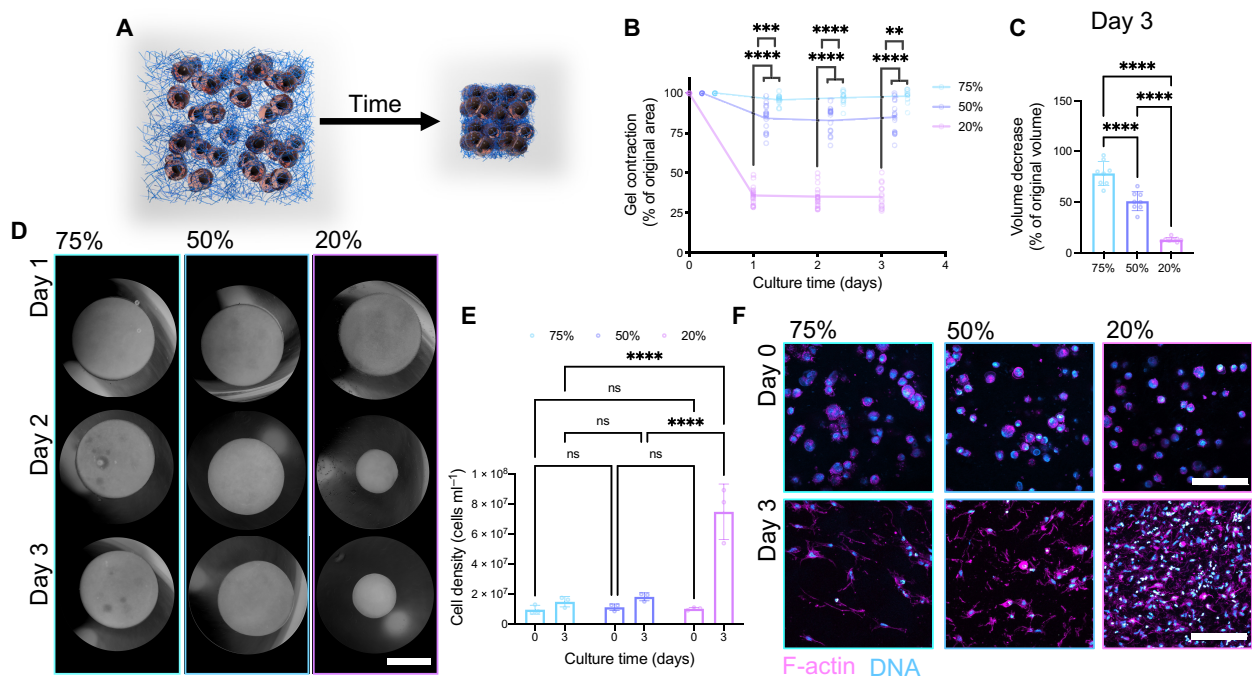 A
Time
B
*** **** **
**** **** ****
Gel contraction
(% of original area)
100
75
50
25
0
0 1 2 3 4
Culture time (days)
75%
50%
20%
C
Day 3
****
****
****
Volume decrease
(% of original volume)
150
100
50
0
75% 50% 20%
D
75% 50% 20%
Day 1
Day 2
Day 3
E
75% 50% 20%
****
ns
ns ****
ns ns
Cell density (cells ml⁻¹)
1 × 10⁸
8 × 10⁷
6 × 10⁷
4 × 10⁷
2 × 10⁷
0
0 3 0 3 0 3
Culture time (days)
F
75% 50% 20%
Day 0
Day 3
F-actin DNA